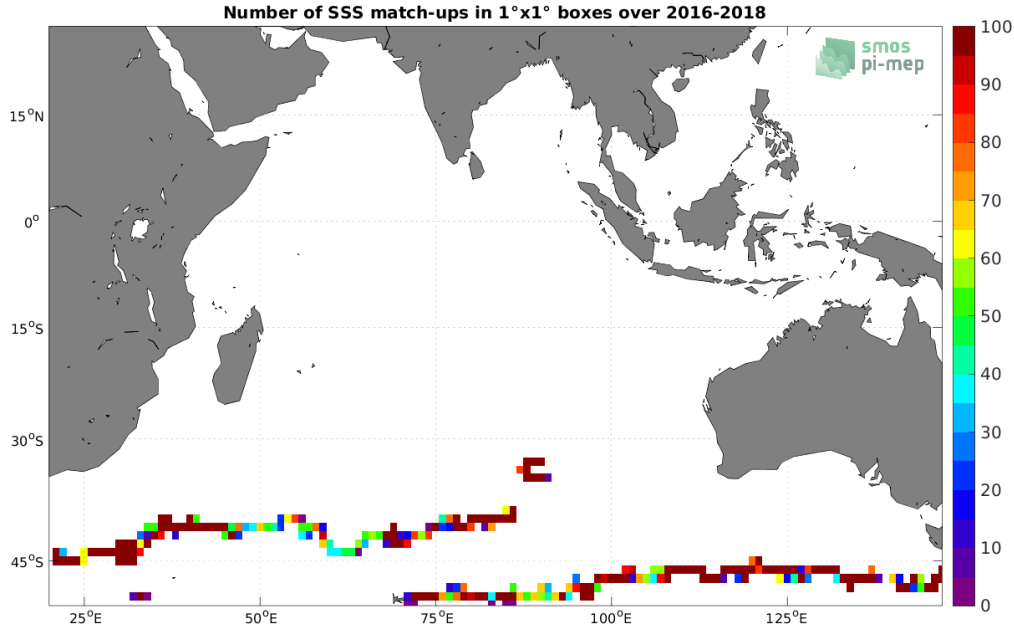 Number of SSS match-ups in 1°x1° boxes over 2016-2018
smos
pi-mep
15°N
0°
15°S
30°S
45°S
25°E
50°E
75°E
100°E
125°E
100
90
80
70
60
50
40
30
20
10
0